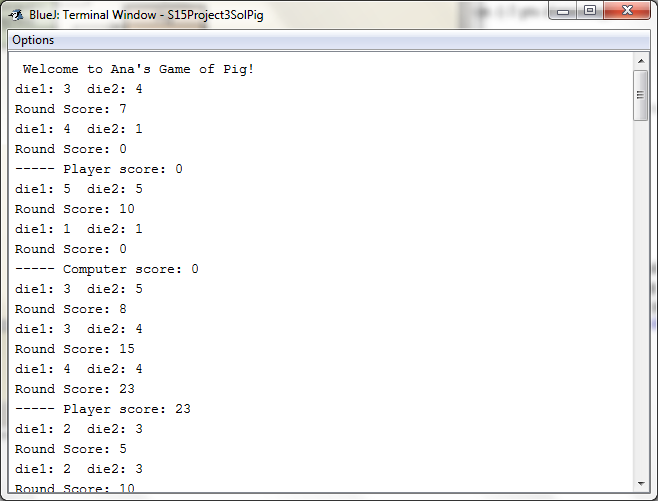 BlueJ: Terminal Window - S15Project3SolPig
Options
Welcome to Ana's Game of Pig!
die1: 3  die2: 4
Round Score: 7
die1: 4  die2: 1
Round Score: 0
----- Player score: 0
die1: 5  die2: 5
Round Score: 10
die1: 1  die2: 1
Round Score: 0
----- Computer score: 0
die1: 3  die2: 5
Round Score: 8
die1: 3  die2: 4
Round Score: 15
die1: 4  die2: 4
Round Score: 23
----- Player score: 23
die1: 2  die2: 3
Round Score: 5
die1: 2  die2: 3
Round Score: 10